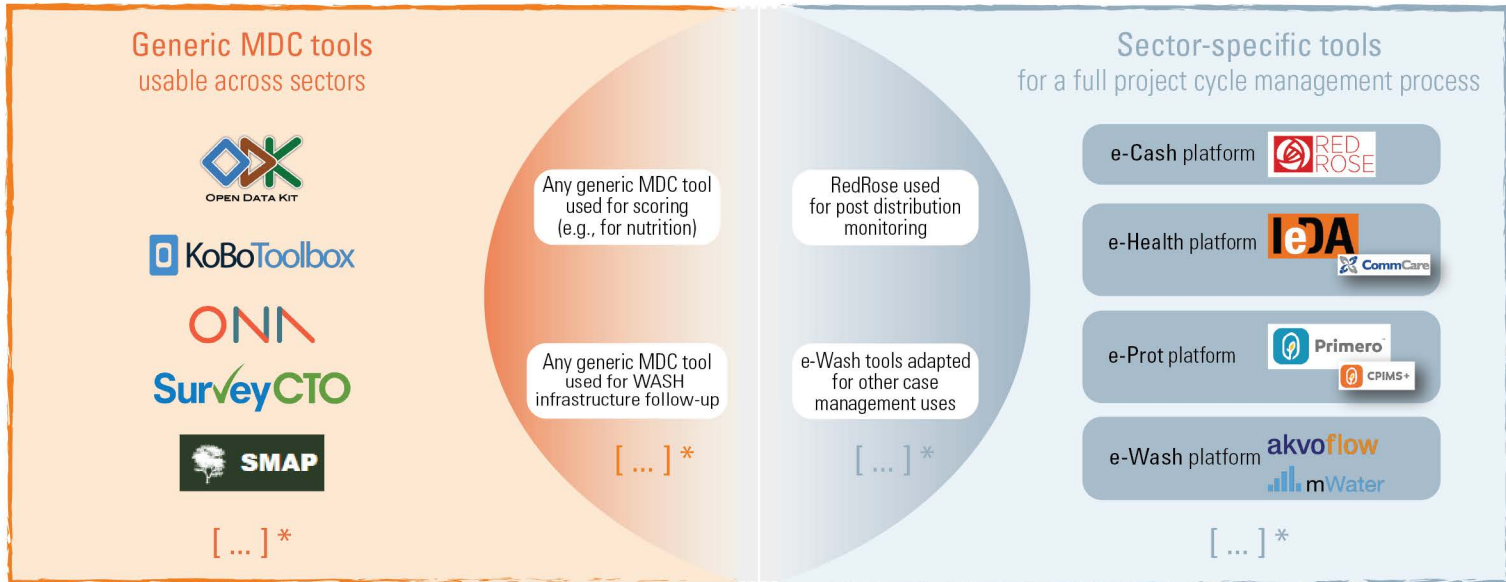 Generic MDC tools
usable across sectors
ODK
OPEN DATA KIT
KoBoToolbox
ONA
SurveyCTO
SMAP
[ ... ] *
Any generic MDC tool
used for scoring
(e.g., for nutrition)
Any generic MDC tool
used for WASH
infrastructure follow-up
[ ... ] *
RedRose used
for post distribution
monitoring
e-Wash tools adapted
for other case
management uses
[ ... ] *
Sector-specific tools
for a full project cycle management process
e-Cash platform
RED
ROSE
e-Health platform
IeDA
CommCare
e-Prot platform
Primero™
CPIMS+
e-Wash platform
akvoflow
mWater
[ ... ] *